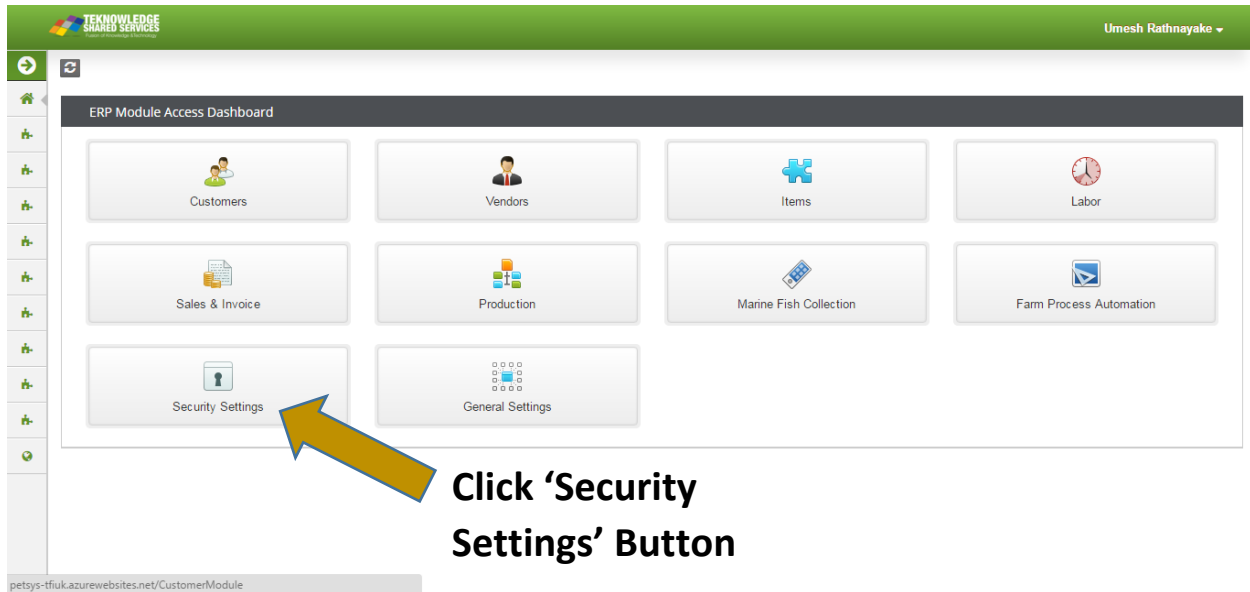 TEKNOWLEDGE
SHARED SERVICES
Umesh Rathnayake
ERP Module Access Dashboard
Customers
Vendors
Items
Labor
Sales & Invoice
Production
Marine Fish Collection
Farm Process Automation
Security Settings
General Settings
Click ‘Security
Settings’ Button
petsys-tfiuk.azurewebsites.net/CustomerModule